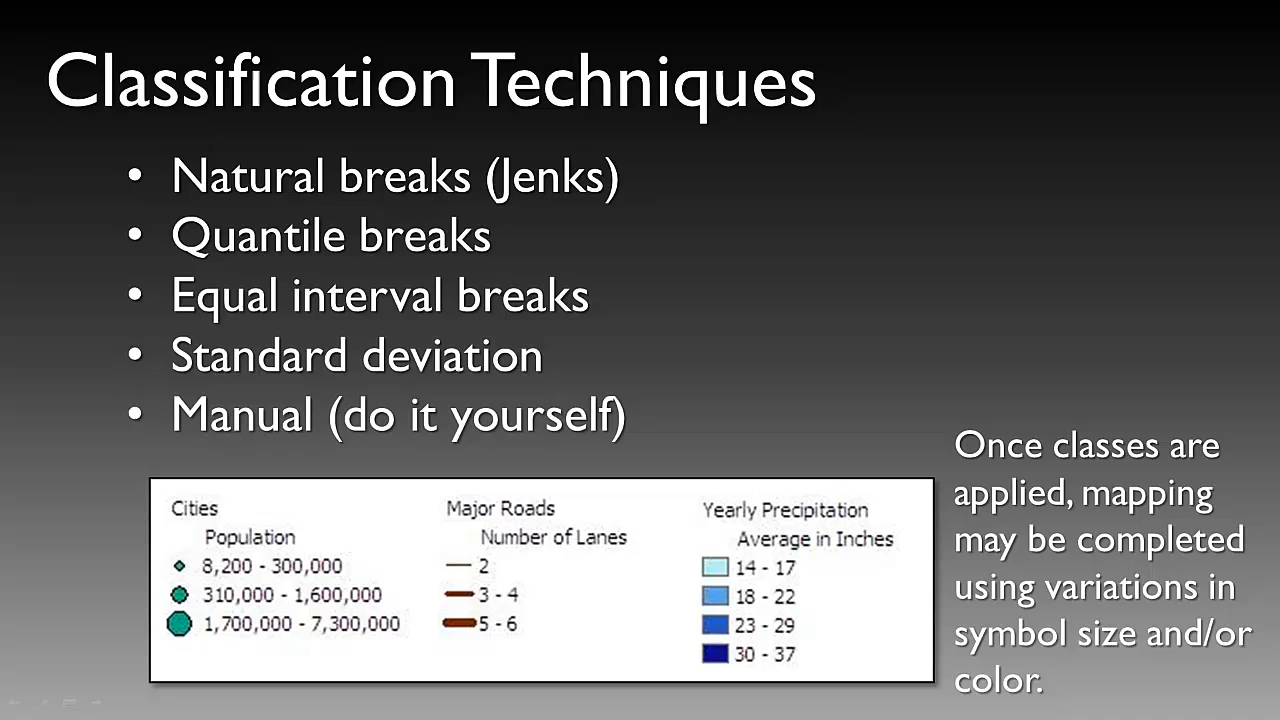 Classification Techniques
• Natural breaks (Jenks)
• Quantile breaks
• Equal interval breaks
• Standard deviation
• Manual (do it yourself)
Cities
Population
8,200 - 300,000
310,000 - 1,600,000
1,700,000 - 7,300,000
Major Roads
Number of Lanes
2
3 - 4
5 - 6
Yearly Precipitation
Average in Inches
14 - 17
18 - 22
23 - 29
30 - 37
Once classes are
applied, mapping
may be completed
using variations in
symbol size and/or
color.